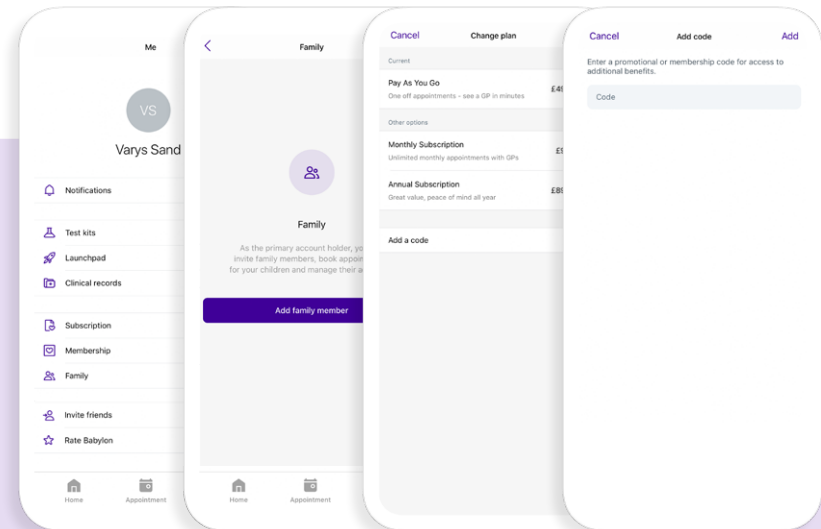 Me
VS
Varys Sand
Notifications
Test kits
Launchpad
Clinical records
Subscription
Membership
Family
Invite friends
Rate Babylon
Home
Appointment
Family
Family
As the primary account holder,
invite family members, book
for your children and manage their
Add family member
Home
Appointment
Cancel
Change plan
Current
Pay As You Go
One off appointments - see a GP in minutes
Other options
Monthly Subscription
Unlimited monthly appointments with GPs
Annual Subscription
Great value, peace of mind all year
Add a code
Cancel
Add code
Add
Enter a promotional or membership code for access to
additional benefits.
Code